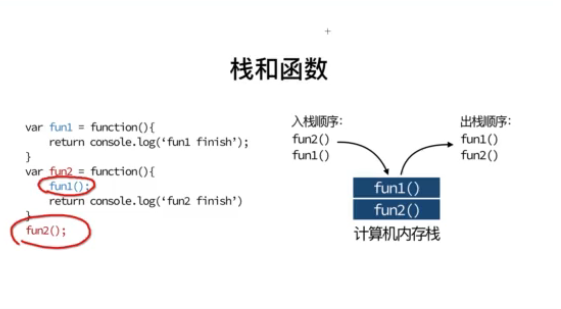 栈和函数
var fun1 = function(){
return console.log(‘fun1 finish’);
}
var fun2 = function(){
fun1();
return console.log(‘fun2 finish’)
}
fun2();
入栈顺序：
fun2()
fun1()
出栈顺序：
fun1()
fun2()
fun1()
fun2()
计算机内存栈